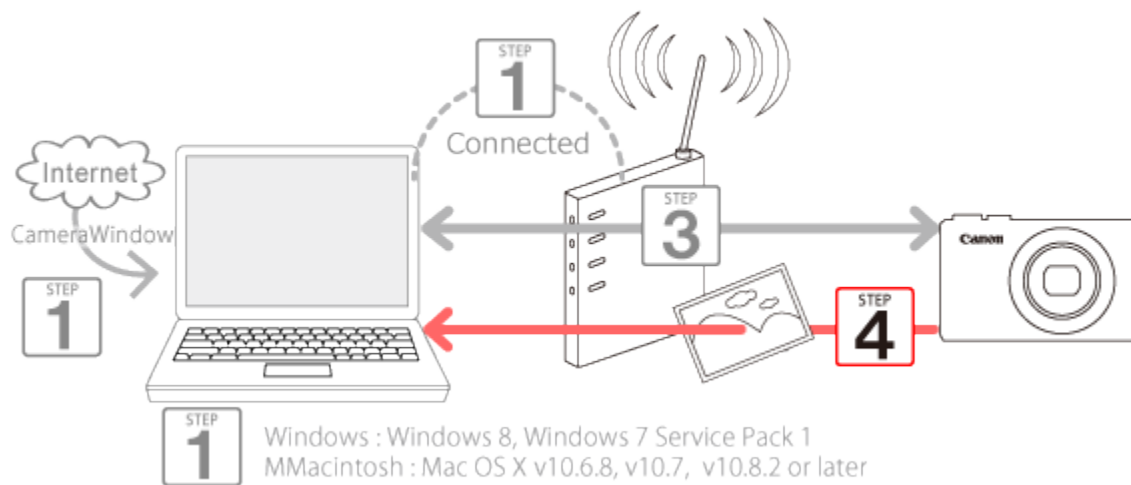 STEP
1
Connected
Internet
CameraWindow
STEP
1
STEP
3
Canon
STEP
4
STEP
1
Windows : Windows 8, Windows 7 Service Pack 1
MMacintosh : Mac OS X v10.6.8, v10.7, v10.8.2 or later